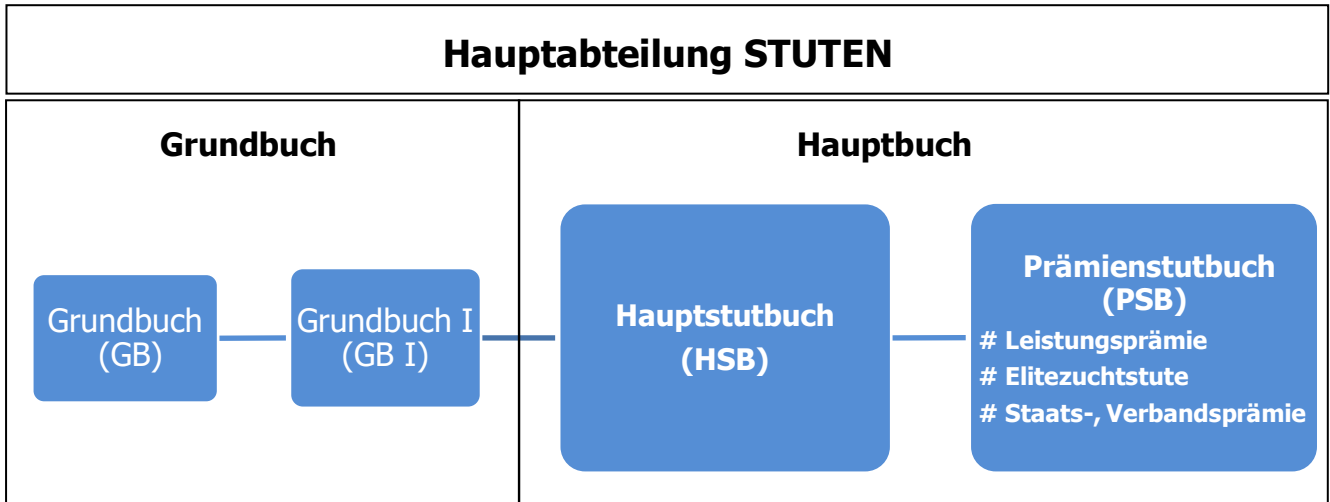 Hauptabteilung STUTEN
Grundbuch
Hauptbuch
Grundbuch
(GB)
Grundbuch I
(GB I)
Hauptstutbuch
(HSB)
Prämienstutbuch
(PSB)
# Leistungsprämie
# Elitezuchtstute
# Staats-, Verbandsprämie